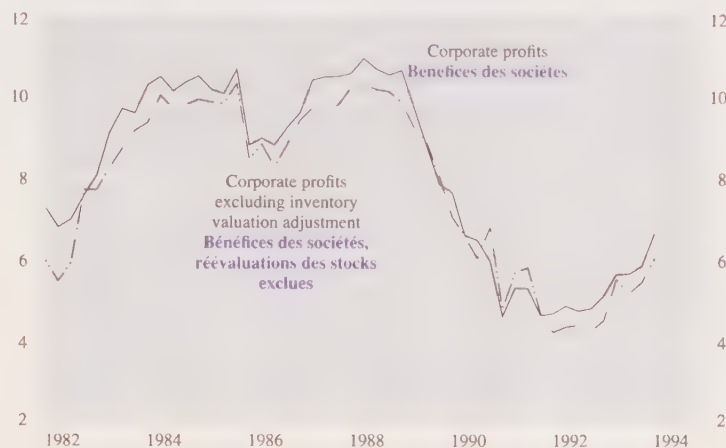 12
10
8
6
4
2
12
10
8
6
4
2
Corporate profits
Benefices des sociétés
Corporate profits
excluding inventory
valuation adjustment
Bénéfices des sociétés,
réévaluations des stocks
exclues
1982 1984 1986 1988 1990 1992 1994